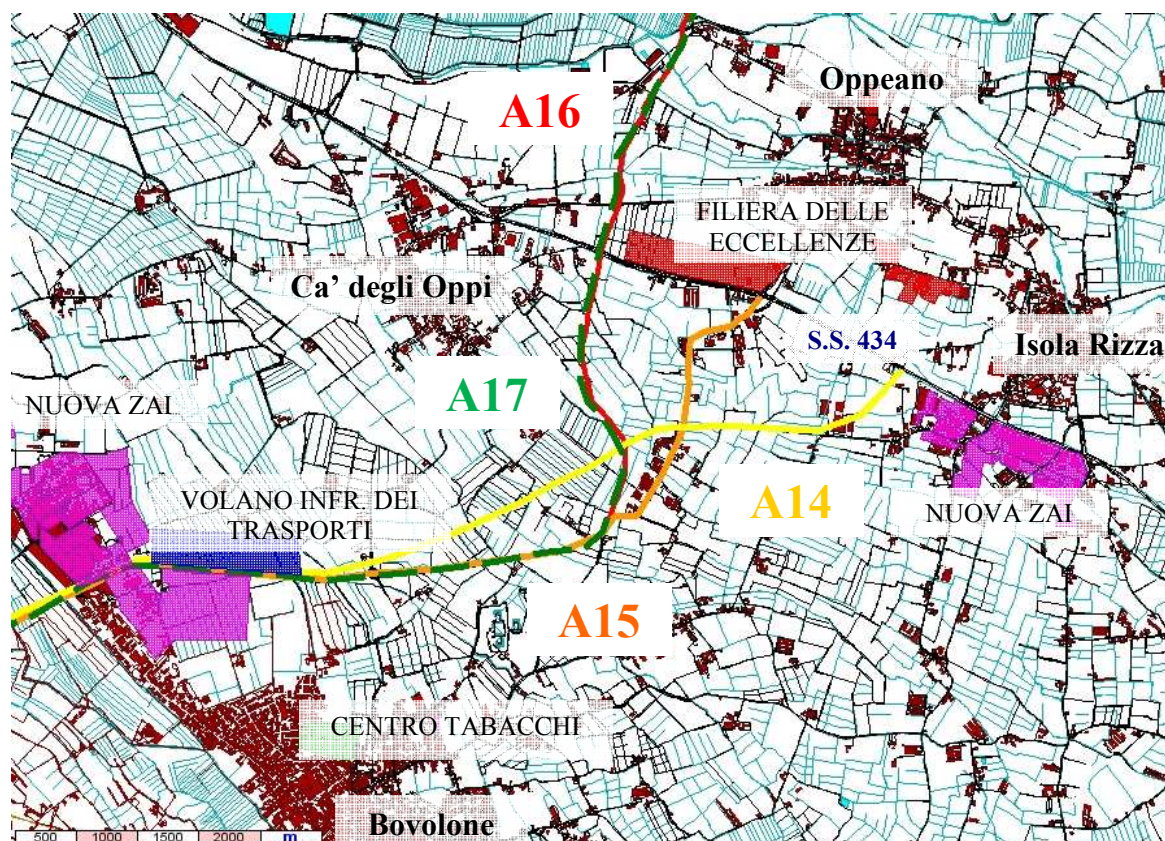 Oppeano
A16
FILIERA DELLE
ECCELLENZE
Ca' degli Oppi
S.S. 434
Isola Rizza
A17
NUOVA ZAI
A14
VOLANO INFR. DEI
TRASPORTI
NUOVA ZAI
A15
CENTRO TABACCHI
Bovolone
500 1000 1500 2000 m